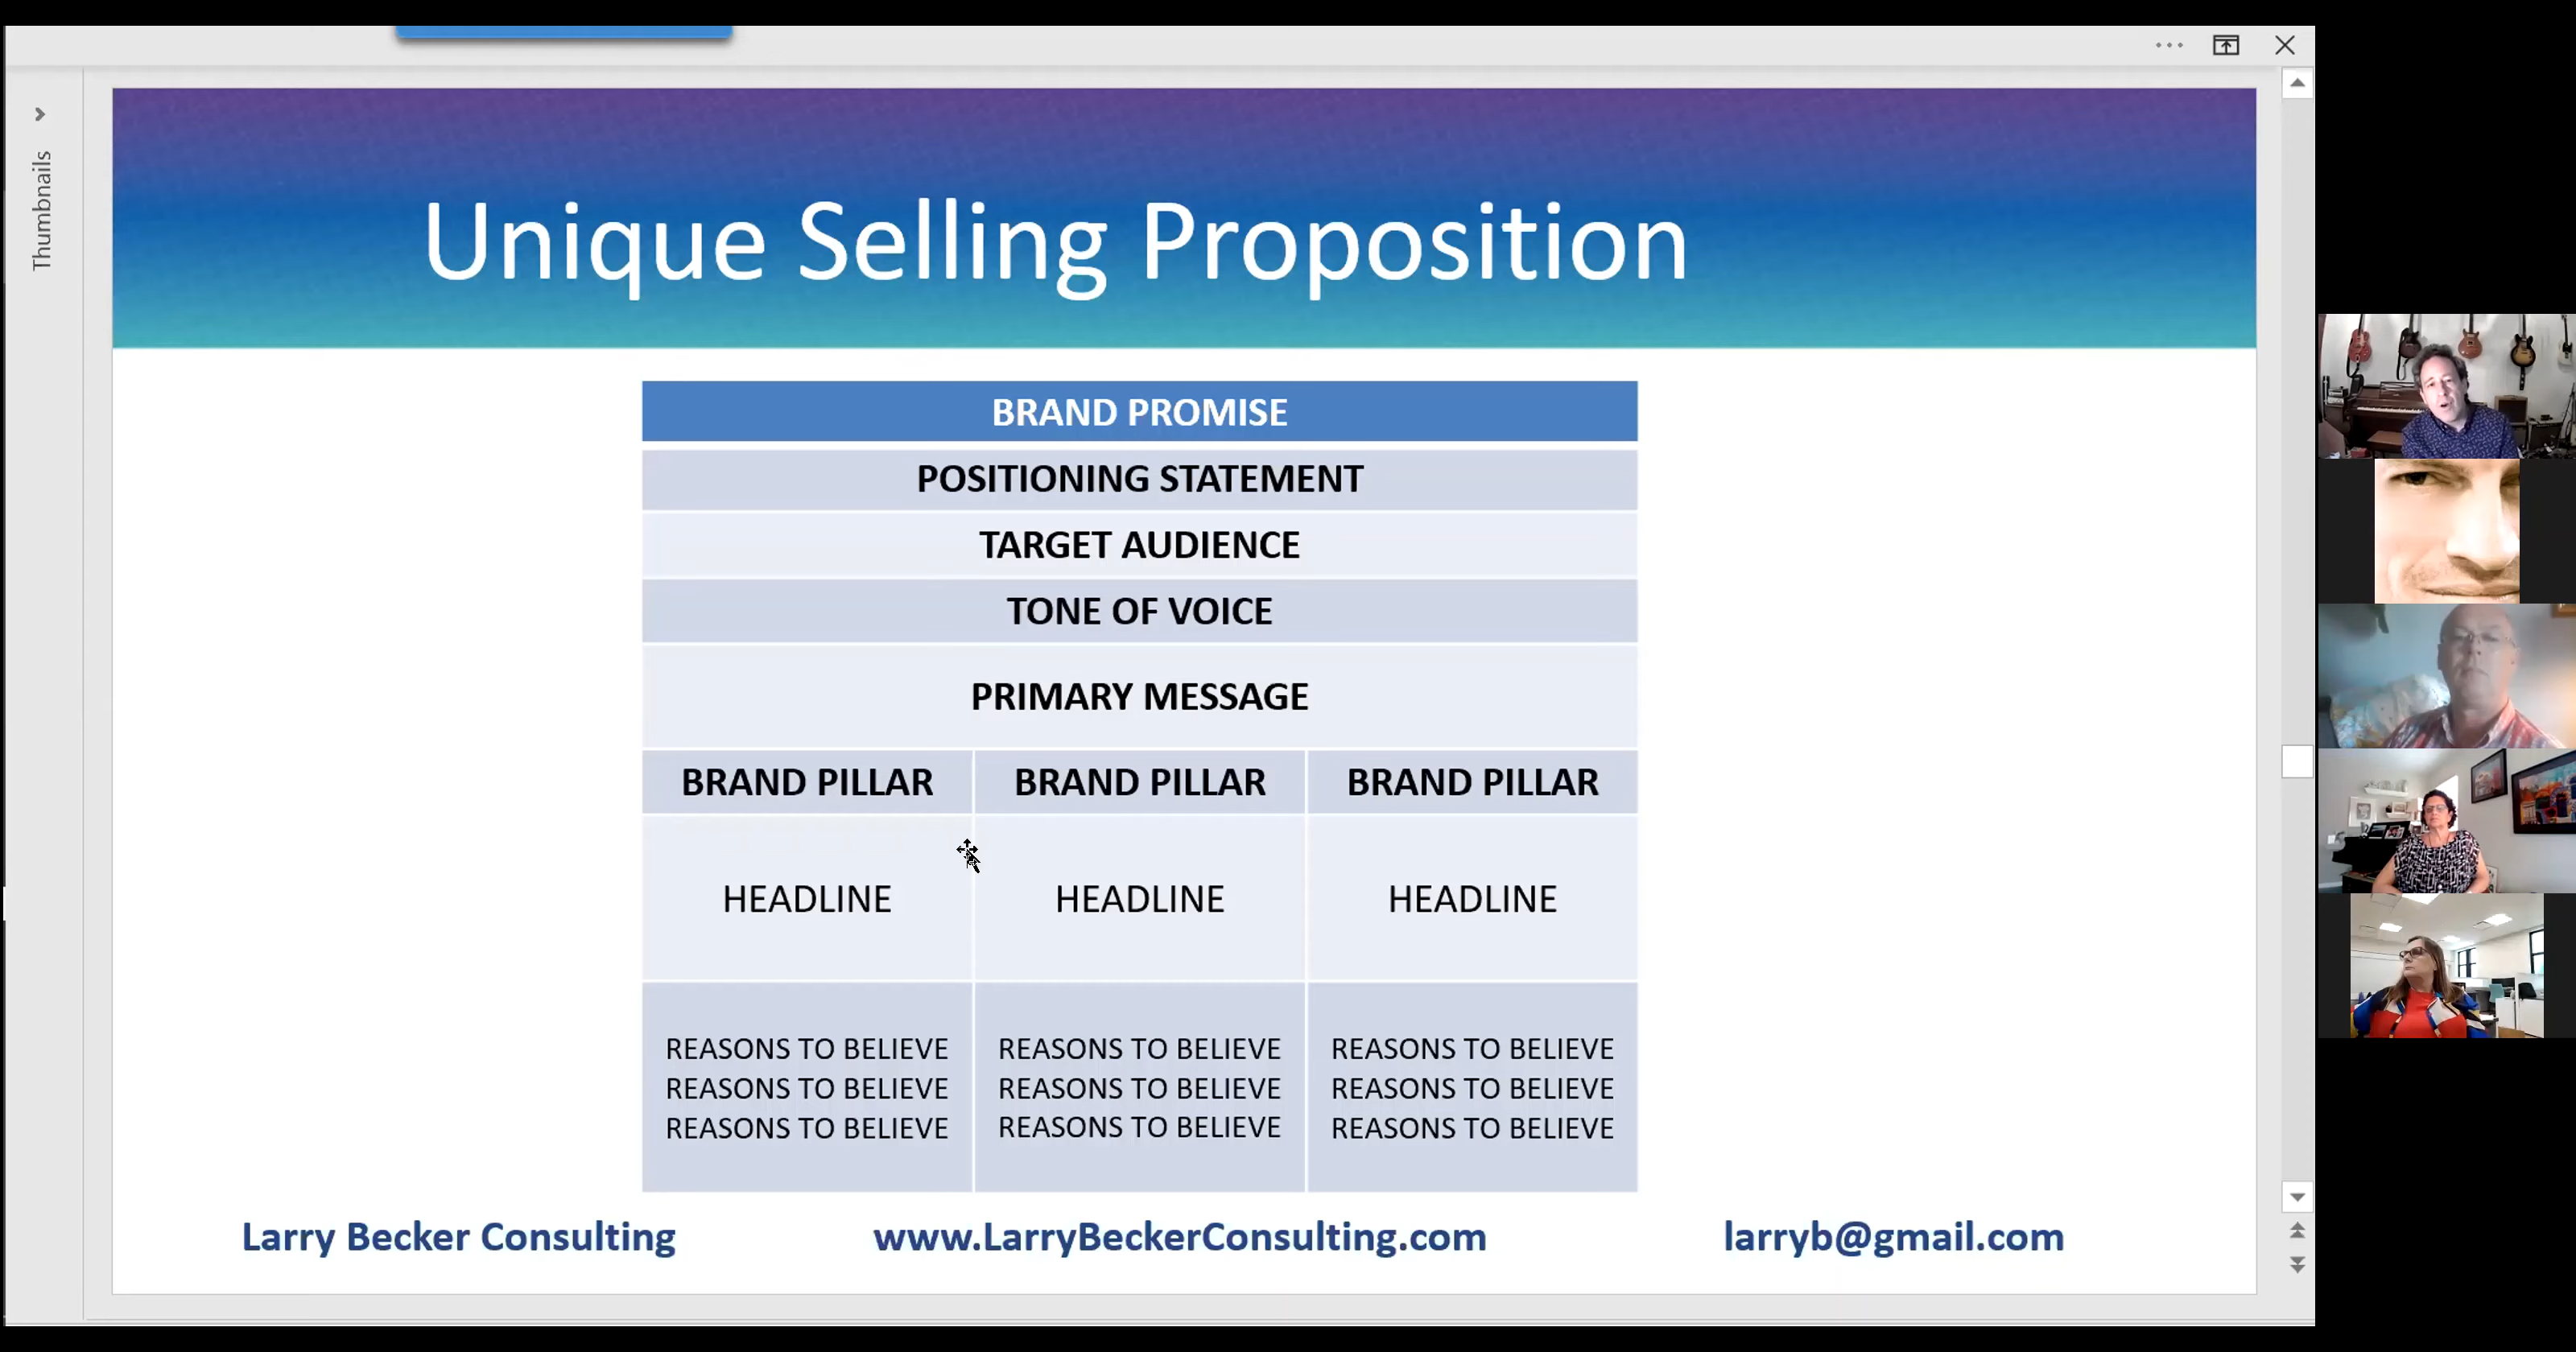 Thumbnails
Unique Selling Proposition
BRAND PROMISE
POSITIONING STATEMENT
TARGET AUDIENCE
TONE OF VOICE
PRIMARY MESSAGE
BRAND PILLAR BRAND PILLAR BRAND PILLAR
HEADLINE HEADLINE HEADLINE
REASONS TO BELIEVE REASONS TO BELIEVE REASONS TO BELIEVE
REASONS TO BELIEVE REASONS TO BELIEVE REASONS TO BELIEVE
REASONS TO BELIEVE REASONS TO BELIEVE REASONS TO BELIEVE
Larry Becker Consulting www.LarryBeckerConsulting.com larryb@gmail.com